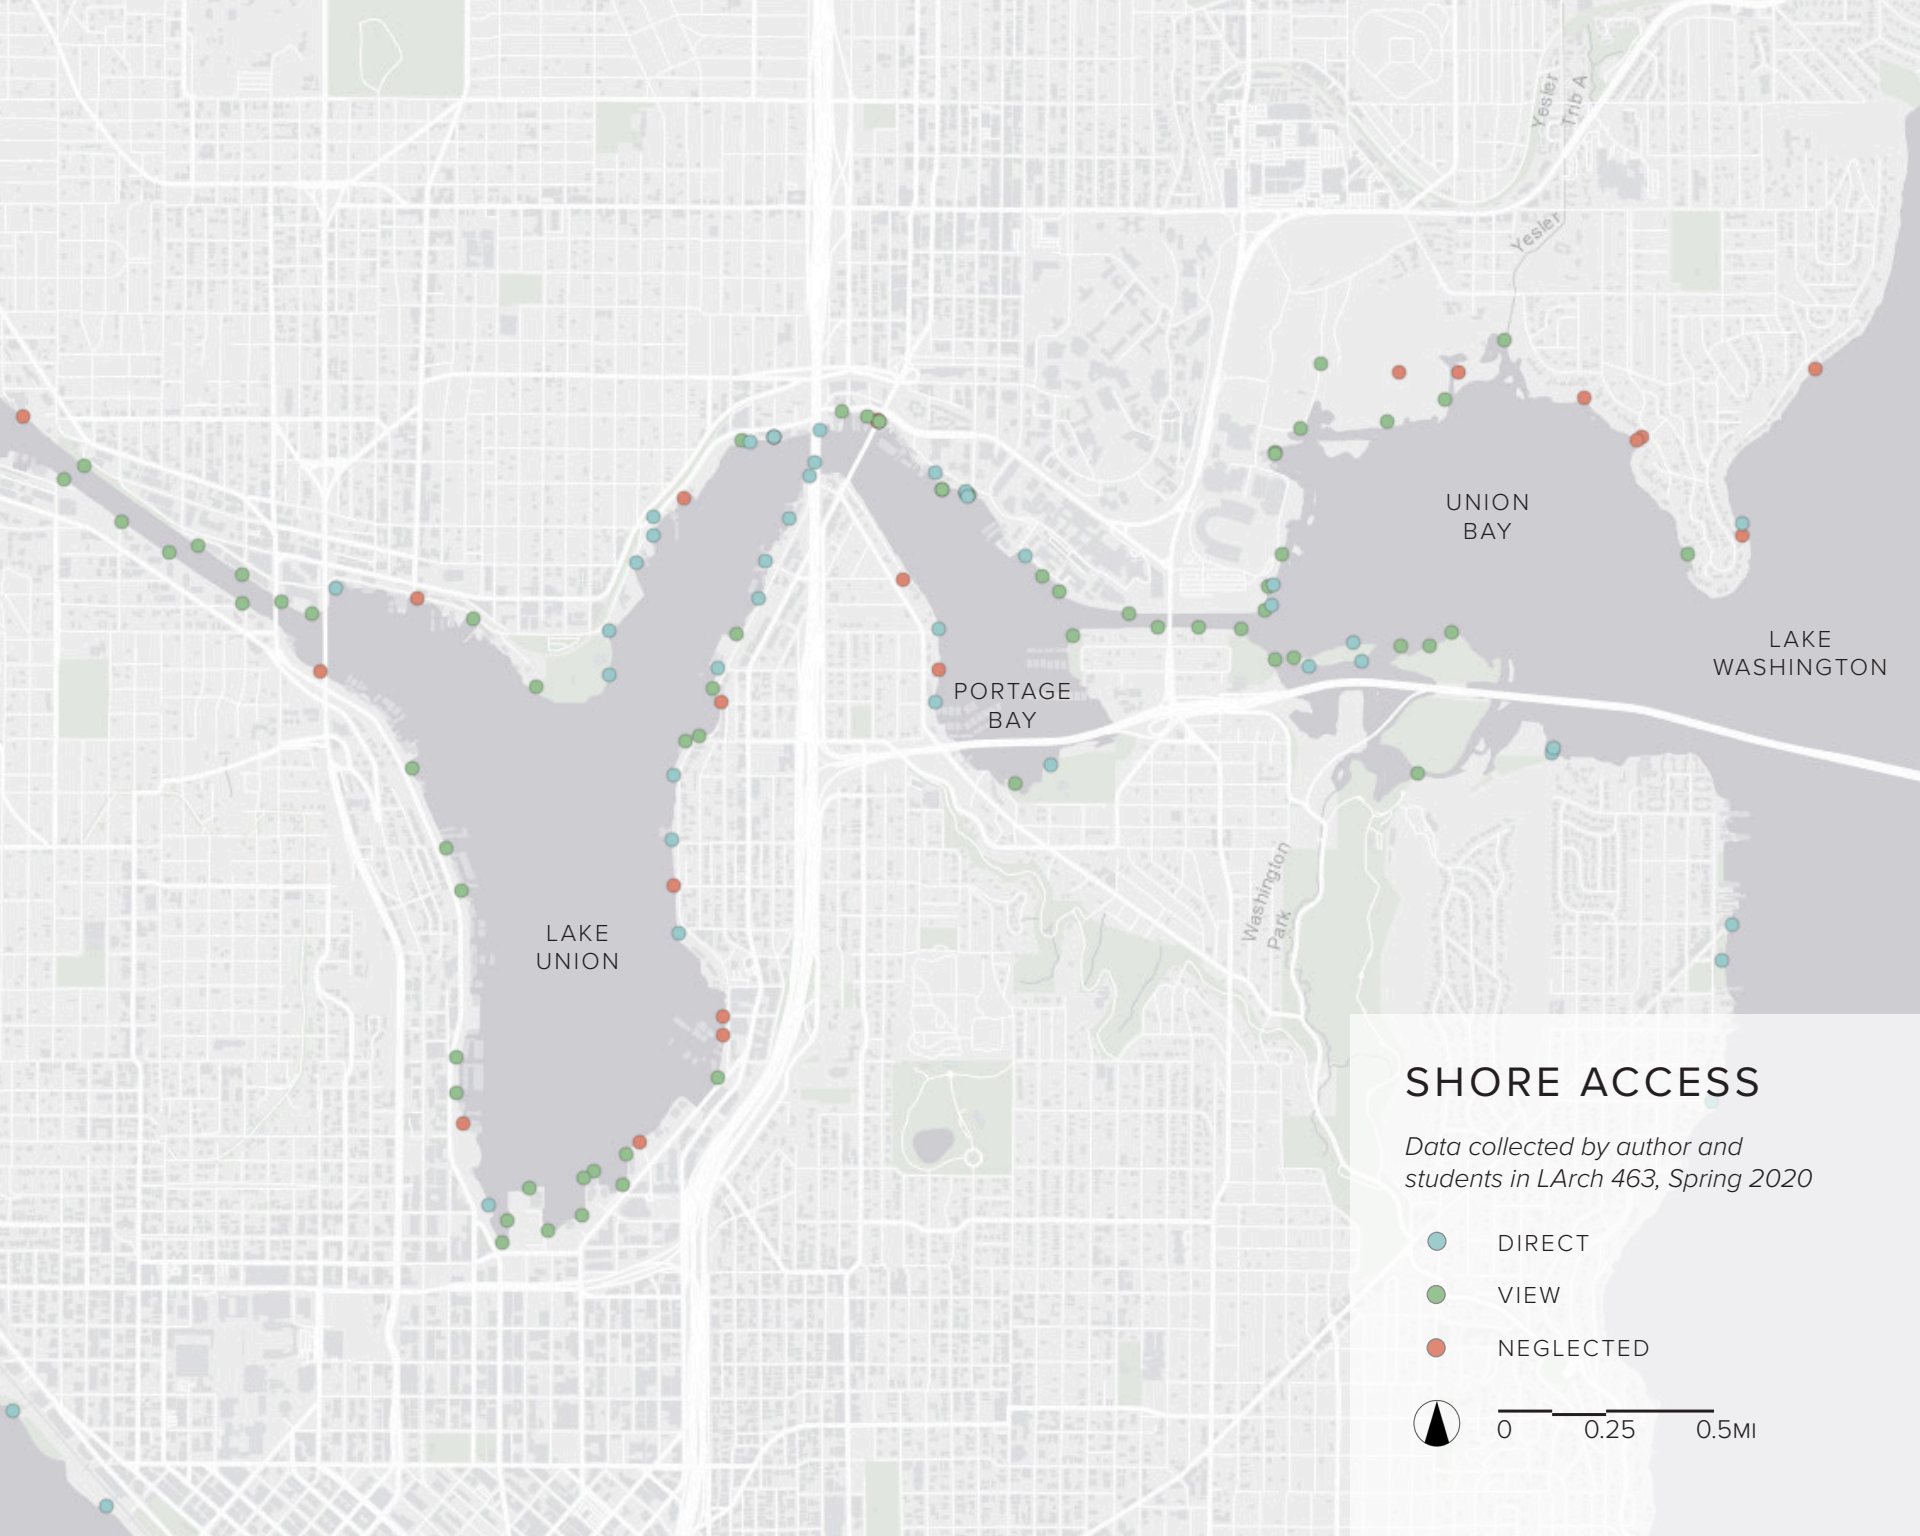 Yesler
Trib A
Yesler
UNION
BAY
LAKE
WASHINGTON
PORTAGE
BAY
Washington
Park
LAKE
UNION
SHORE ACCESS
Data collected by author and
students in LArch 463, Spring 2020
DIRECT
VIEW
NEGLECTED
0 0.25 0.5MI